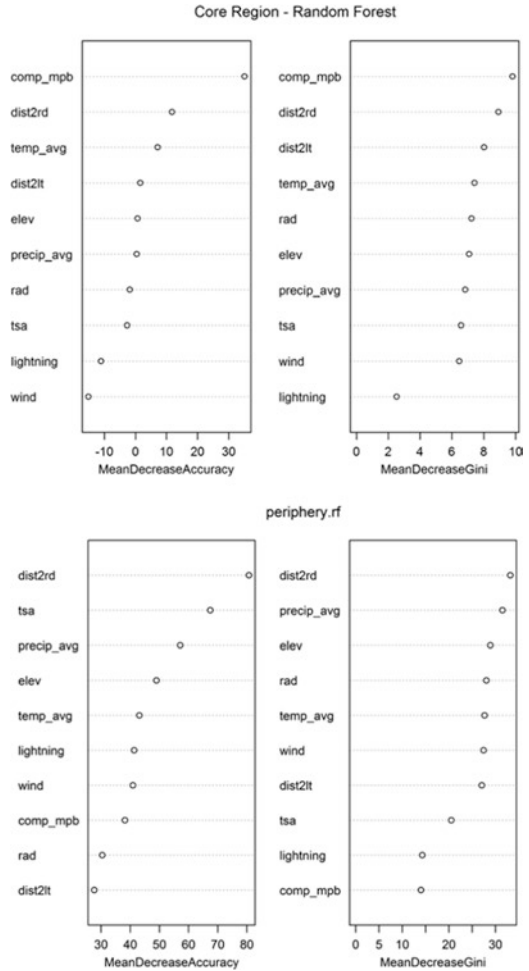 Core Region - Random Forest
comp_mpb
dist2rd
temp_avg
dist2lt
elev
precip_avg
rad
tsa
lightning
wind
-10 0 10 20 30
MeanDecreaseAccuracy
comp_mpb
dist2rd
dist2lt
temp_avg
rad
elev
precip_avg
tsa
wind
lightning
0 2 4 6 8 10
MeanDecreaseGini
periphery.rf
dist2rd
tsa
precip_avg
elev
temp_avg
lightning
wind
comp_mpb
rad
dist2lt
30 40 50 60 70 80
MeanDecreaseAccuracy
dist2rd
precip_avg
elev
rad
temp_avg
wind
dist2lt
tsa
lightning
comp_mpb
0 5 10 15 20 30
MeanDecreaseGini